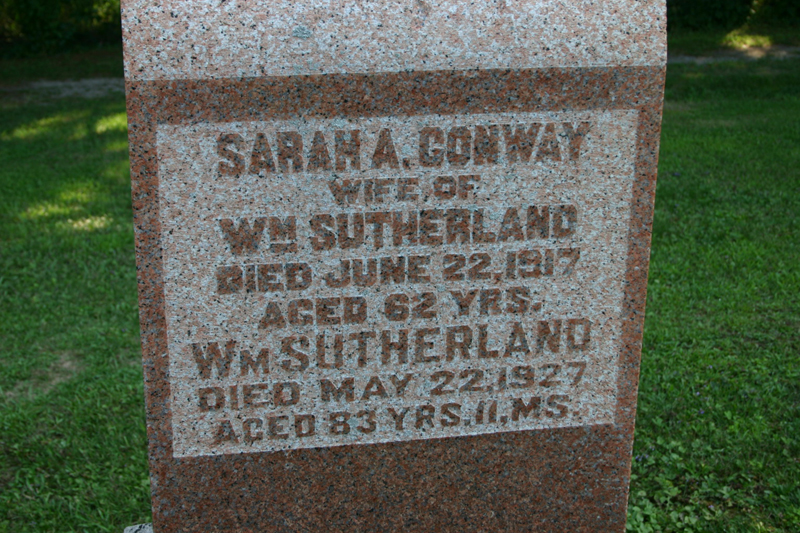 SARAH A. CONWAY
WIFE OF
WM SUTHERLAND
DIED JUNE 22, 1917
AGED 62 YRS.
WM SUTHERLAND
DIED MAY 22, 1927
AGED 83 YRS. 11, MS.